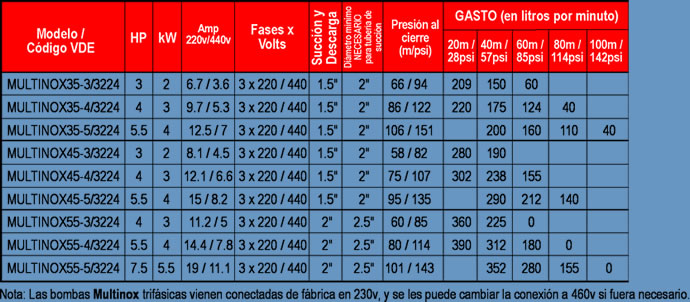 Modelo / Código VDE HP kW Amp 220v/440v Fases x Volts Succión y Descarga Diametro minimo NECESARIO para tubería de succión Presión al cierre (m/psi) GASTO (en litros por minuto)
20m / 28psi 40m / 57psi 60m / 85psi 80m / 114psi 100m / 142psi
MULTINOX35-3/3224 3 2 6.7 / 3.6 3 x 220 / 440 1.5" 2" 66 / 94 209 150 60
MULTINOX35-4/3224 4 3 9.7 / 5.3 3 x 220 / 440 1.5" 2" 86 / 122 220 175 124 40
MULTINOX35-5/3224 5.5 4 12.5 / 7 3 x 220 / 440 1.5" 2" 106 / 151 200 160 110 40
MULTINOX45-3/3224 3 2 8.1 / 4.5 3 x 220 / 440 1.5" 2" 58 / 82 280 190
MULTINOX45-4/3224 4 3 12.1 / 6.6 3 x 220 / 440 1.5" 2" 75 / 107 302 238 155
MULTINOX45-5/3224 5.5 4 15 / 8.2 3 x 220 / 440 1.5" 2" 95 / 135 290 212 140
MULTINOX55-3/3224 4 3 11.2 / 5 3 x 220 / 440 2" 2.5" 60 / 85 360 225 0
MULTINOX55-4/3224 5.5 4 14.4 / 7.8 3 x 220 / 440 2" 2.5" 80 / 114 390 312 180 0
MULTINOX55-5/3224 7.5 5.5 19 / 11.1 3 x 220 / 440 2" 2.5" 101 / 143 352 280 155 0
Nota: Las bombas Multinox trifásicas vienen conectadas de fábrica en 230v, y se les puede cambiar la conexión a 460v si fuera necesario.